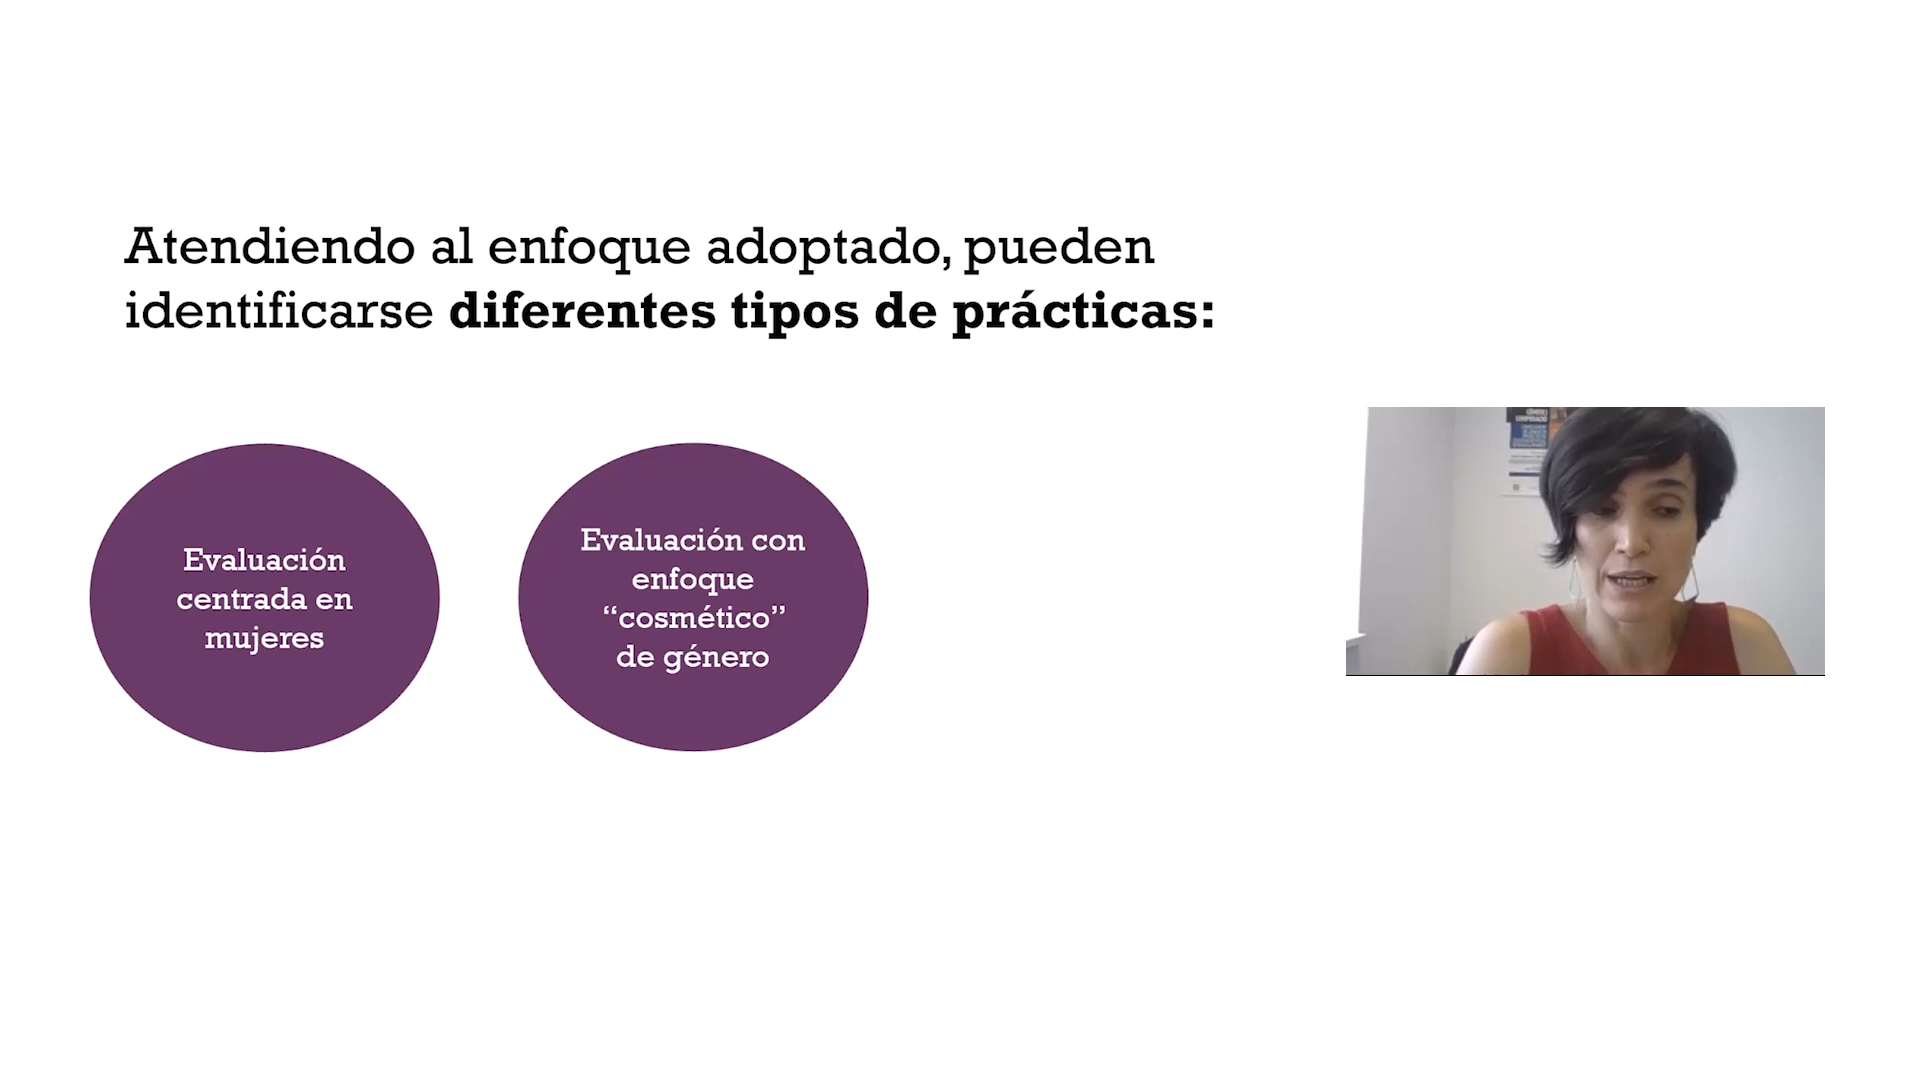 Atendiendo al enfoque adoptado, pueden
identificarse diferentes tipos de prácticas:
Evaluación
centrada en
mujeres
Evaluación con
enfoque
“cosmético”
de género